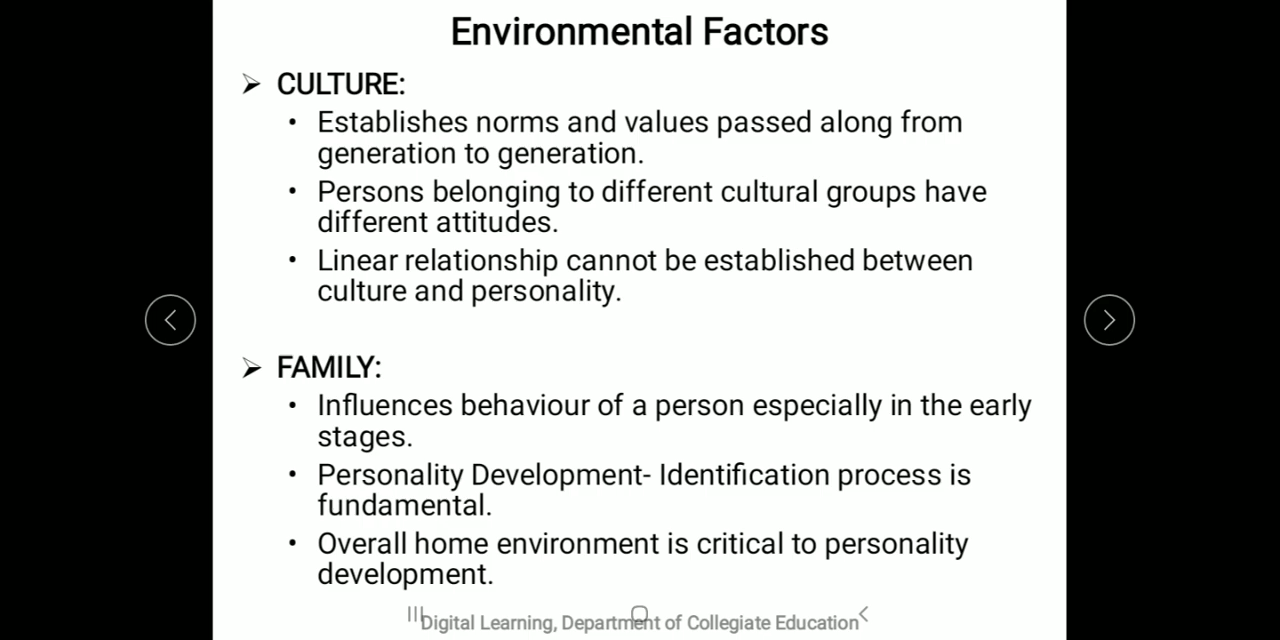 Environmental Factors
CULTURE:
Establishes norms and values passed along from
generation to generation.
Persons belonging to different cultural groups have
different attitudes.
Linear relationship cannot be established between
culture and personality.
FAMILY:
Influences behaviour of a person especially in the early
stages.
Personality Development- Identification process is
fundamental.
Overall home environment is critical to personality
development.
Digital Learning, Department of Collegiate Education